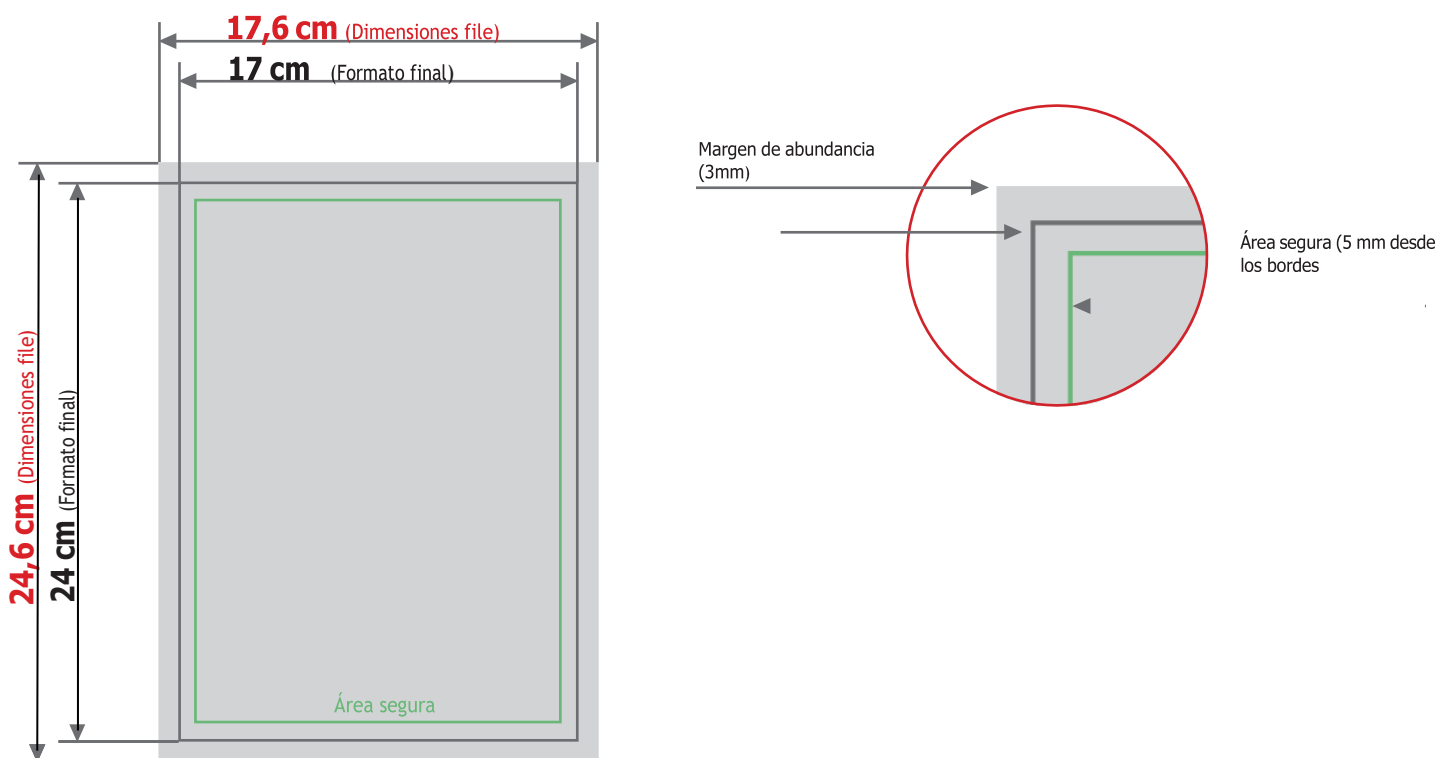 17,6 cm (Dimensiones file)
17 cm (Formato final)
Margen de abundancia
(3mm)
Área segura (5 mm desde
los bordes
24,6 cm (Dimensiones file)
24 cm (Formato final)
Área segura